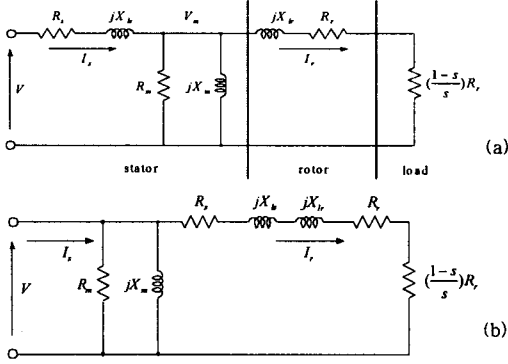 R_s jX_ls V_m jX_lr R_r
I_s I_r
V R_m jX_m ((1-s)/s)R_r
(a)
stator rotor load
R_s jX_ls jX_lr R_r
I_s I_r
V R_m jX_m ((1-s)/s)R_r
(b)